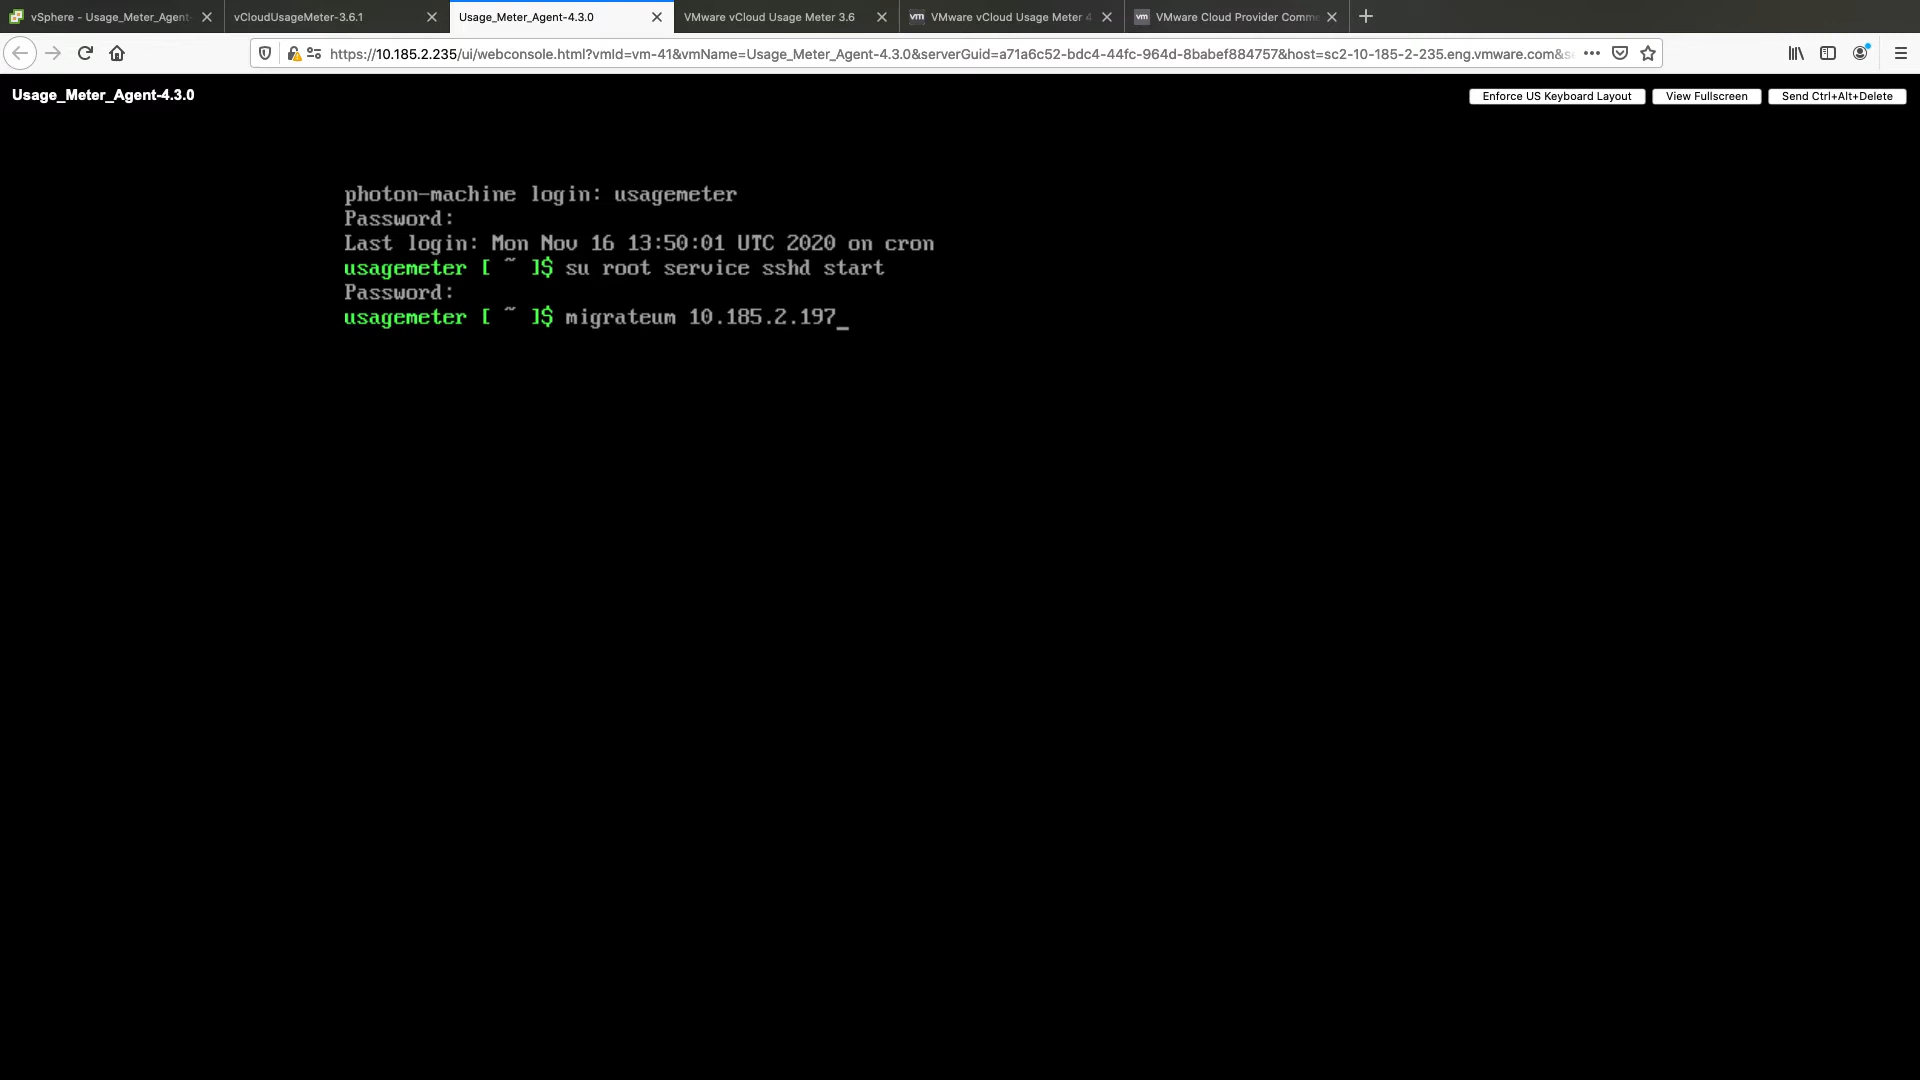 vSphere - Usage_Meter_Agent
vCloudUsageMeter-3.6.1
Usage_Meter_Agent-4.3.0
VMware vCloud Usage Meter 3.6
vm VMware vCloud Usage Meter 4
vm VMware Cloud Provider Comm
https://10.185.2.235/ui/webconsole.html?vmId=vm-41&vmName=Usage_Meter_Agent-4.3.0&serverGuid=a71a6c52-bdc4-44fc-964d-8babef884757&host=sc2-10-185-2-235.eng.vmware.com&s
Usage_Meter_Agent-4.3.0
Enforce US Keyboard Layout
View Fullscreen
Send Ctrl+Alt+Delete
photon-machine login: usagemeter
Password:
Last login: Mon Nov 16 13:50:01 UTC 2020 on cron
usagemeter [ ~ ]$ su root service sshd start
Password:
usagemeter [ ~ ]$ migrateum 10.185.2.197_